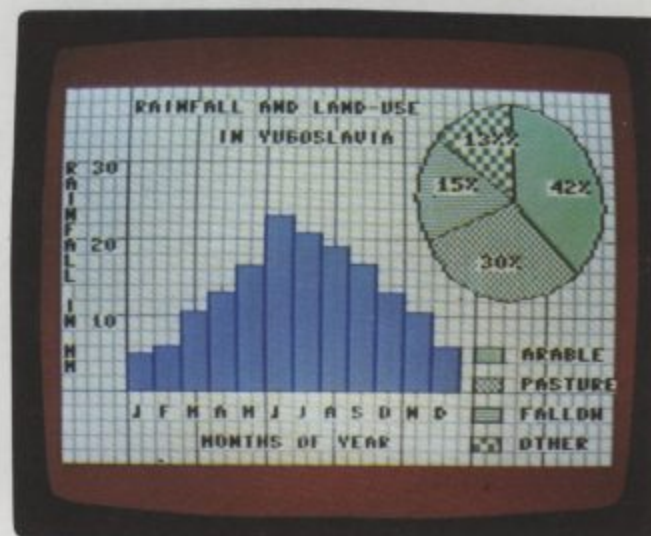 RAINFALL AND LAND-USE
IN YUGOSLAVIA
RAINFALL IN MM
30
20
10
J F M A M J J A S O N D
MONTHS OF YEAR
13%
15%
42%
30%
ARABLE
PASTURE
FALLOW
OTHER